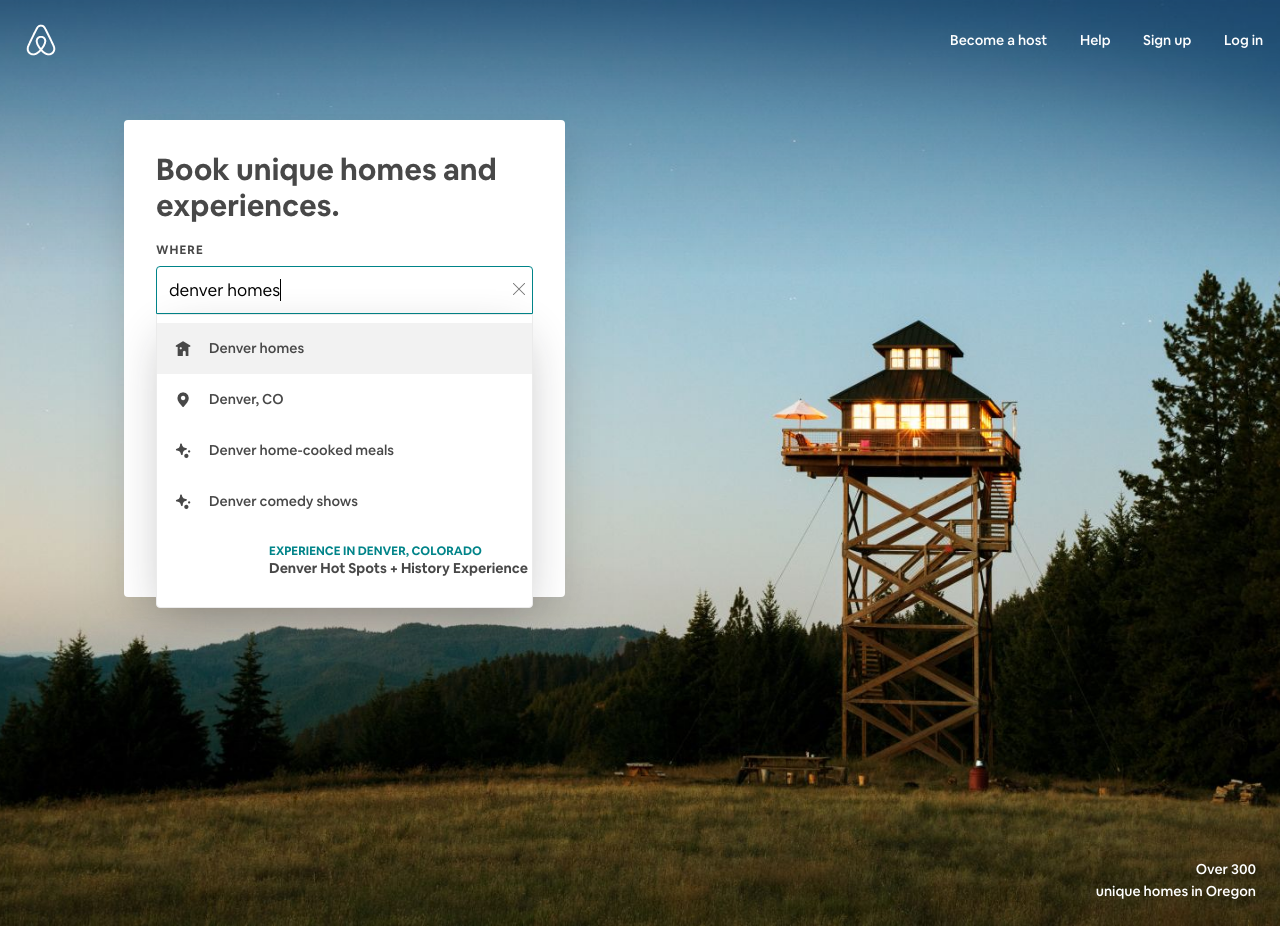 Become a host
Help
Sign up
Log in
Book unique homes and
experiences.
WHERE
denver homes
Denver homes
Denver, CO
Denver home-cooked meals
Denver comedy shows
EXPERIENCE IN DENVER, COLORADO
Denver Hot Spots + History Experience
Over 300
unique homes in Oregon